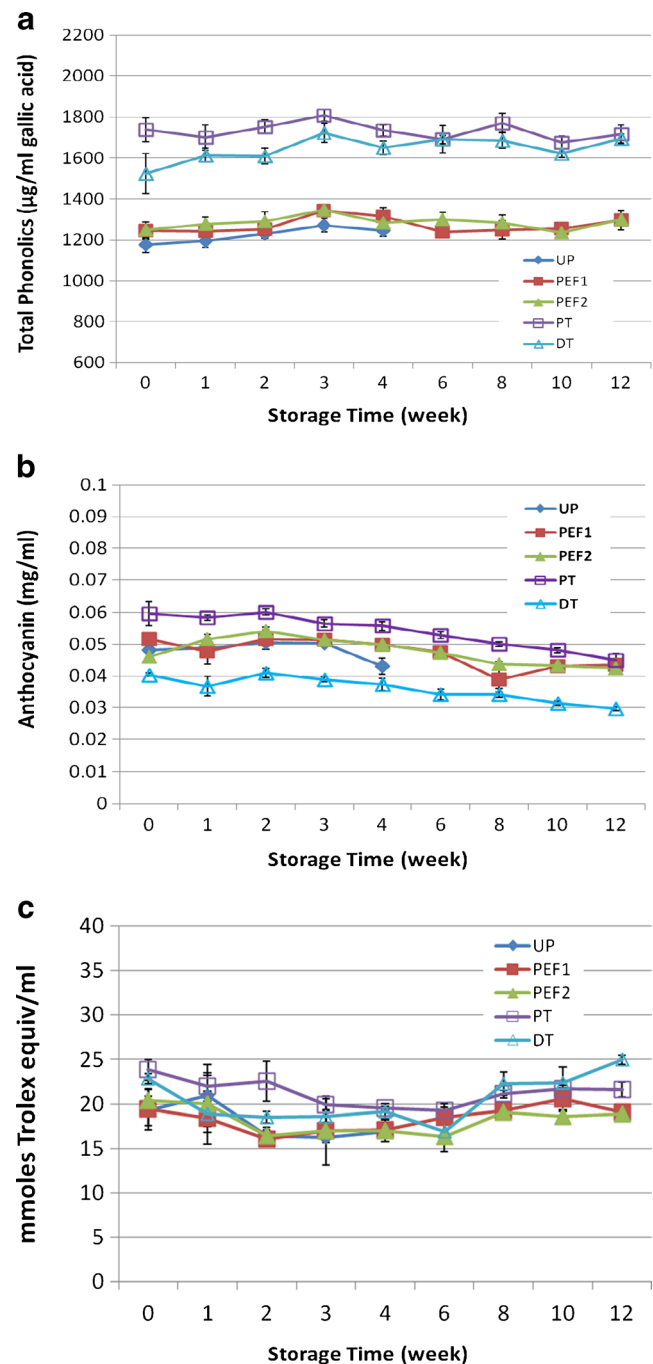 a
2200
2000
1800
1600
1400
1200
1000
800
600
Total Phonolics (µg/ml gallic acid)
UP
PEF1
PEF2
PT
DT
0 1 2 3 4 6 8 10 12
Storage Time (week)
b
0.1
0.09
0.08
0.07
0.06
0.05
0.04
0.03
0.02
0.01
0
Anthocyanin (mg/ml)
UP
PEF1
PEF2
PT
DT
0 1 2 3 4 6 8 10 12
Storage Time (week)
c
40
35
30
25
20
15
10
5
0
mmoles Trolex equiv/ml
UP
PEF1
PEF2
PT
DT
0 1 2 3 4 6 8 10 12
Storage Time (week)